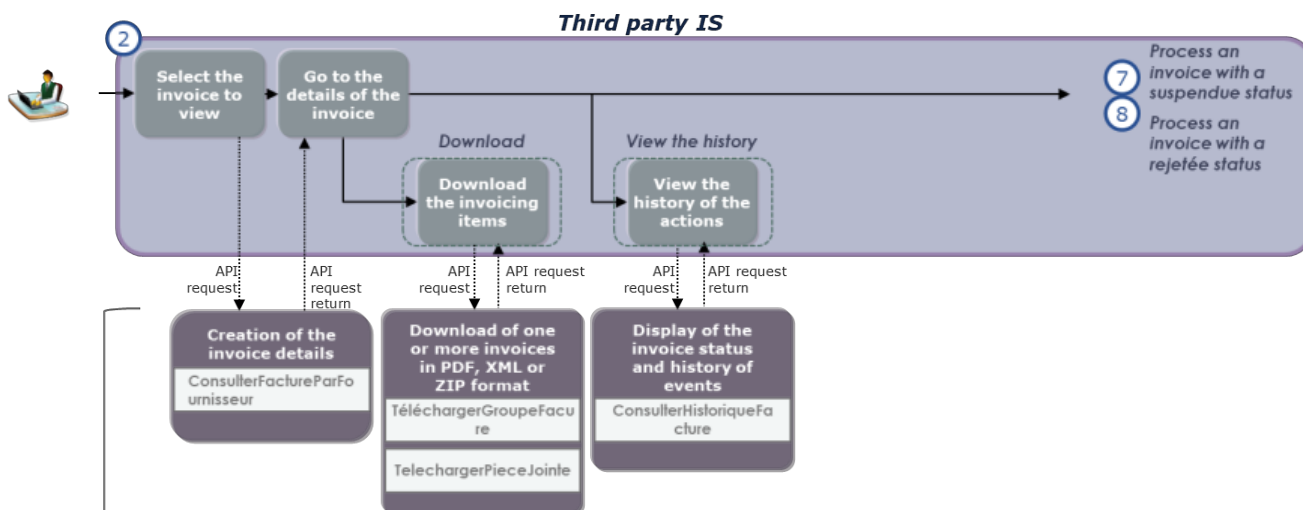 Third party IS
2
Select the
invoice to
view
Go to the
details of the
invoice
7
Process an
invoice with a
suspendue status
8
Process an
invoice with a
rejetée status
Download
Download
the invoicing
items
View the history
View the
history of the
actions
API
request
API
request
return
API
request
API request
return
API
request
API request
return
Creation of the
invoice details
ConsulterFactureParFo
urnisseur
Download of one
or more invoices
in PDF, XML or
ZIP format
TéléchargerGroupeFacu
re
TelechargerPieceJointe
Display of the
invoice status
and history of
events
ConsulterHistoriqueFa
cture